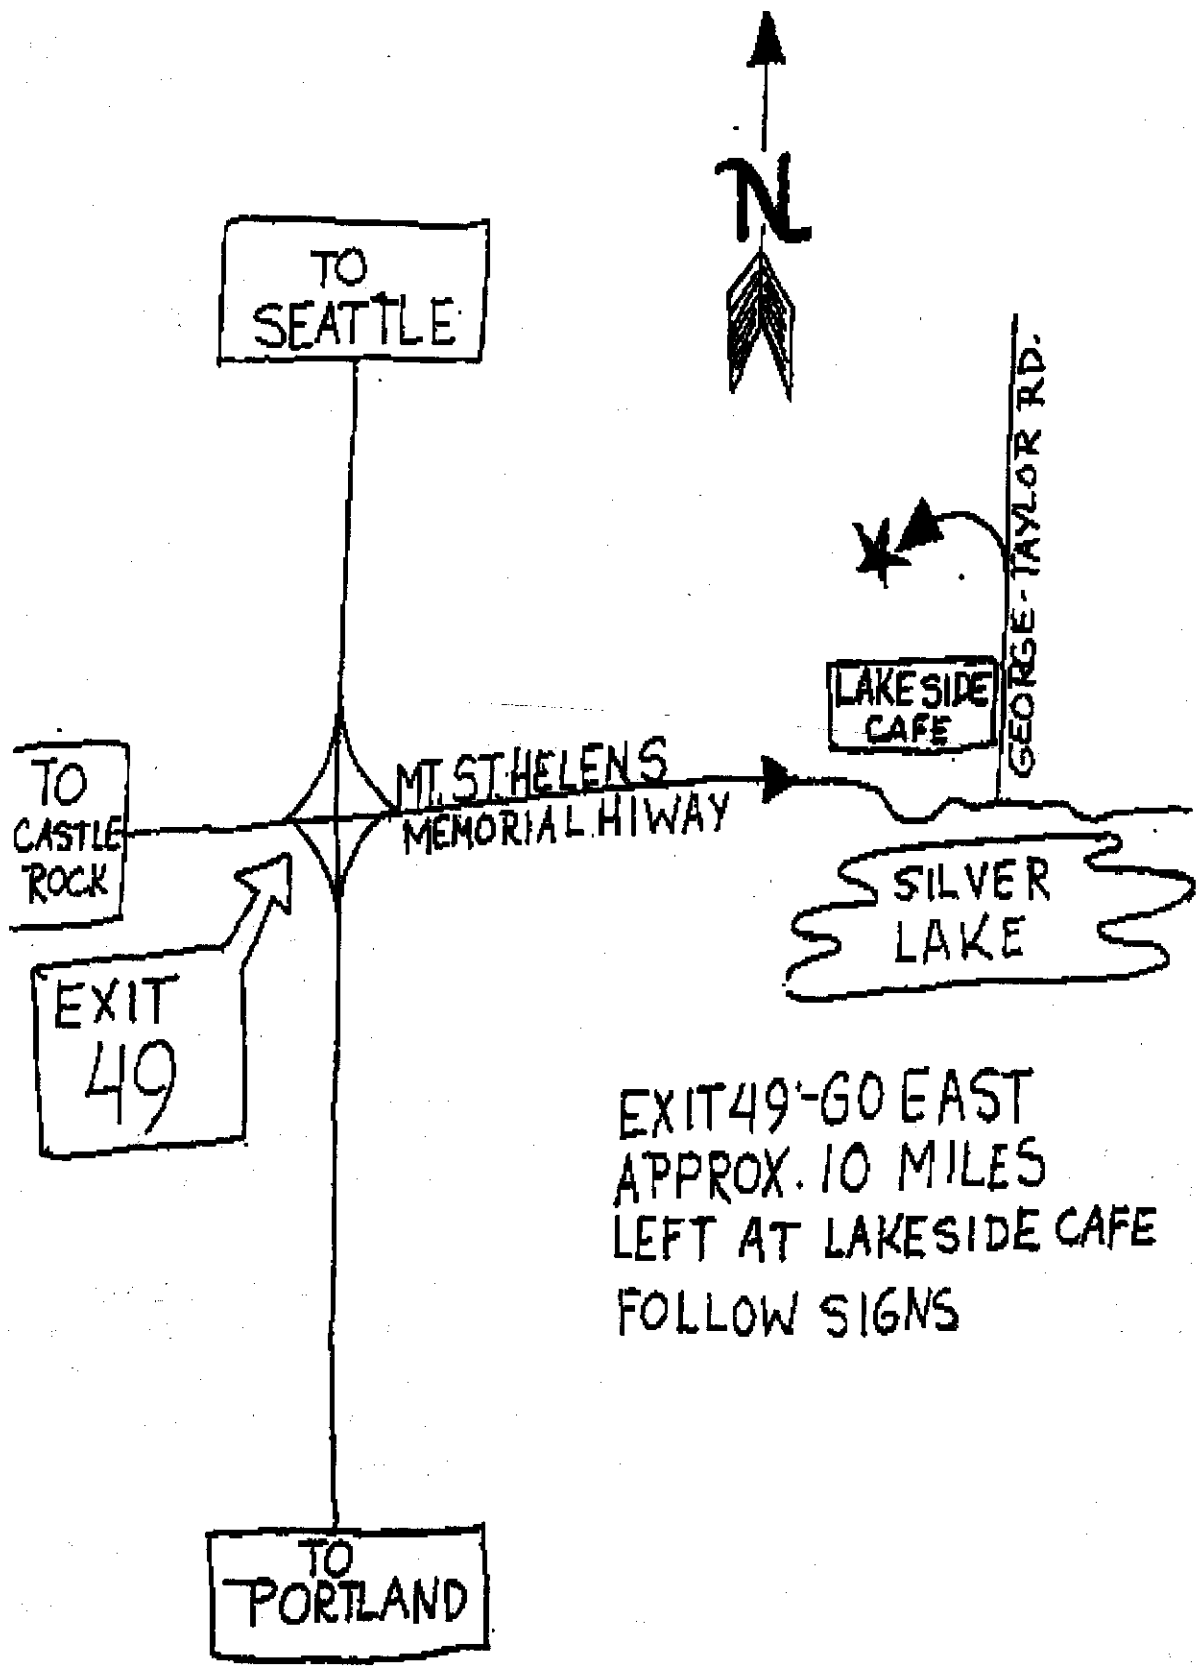 N
TO
SEATTLE
GEORGE-TAYLOR RD.
LAKESIDE
CAFE
TO
CASTLE
ROCK
MT. ST. HELENS
MEMORIAL HIWAY
SILVER
LAKE
EXIT
49
EXIT 49-GO EAST
APPROX. 10 MILES
LEFT AT LAKESIDE CAFE
FOLLOW SIGNS
TO
PORTLAND